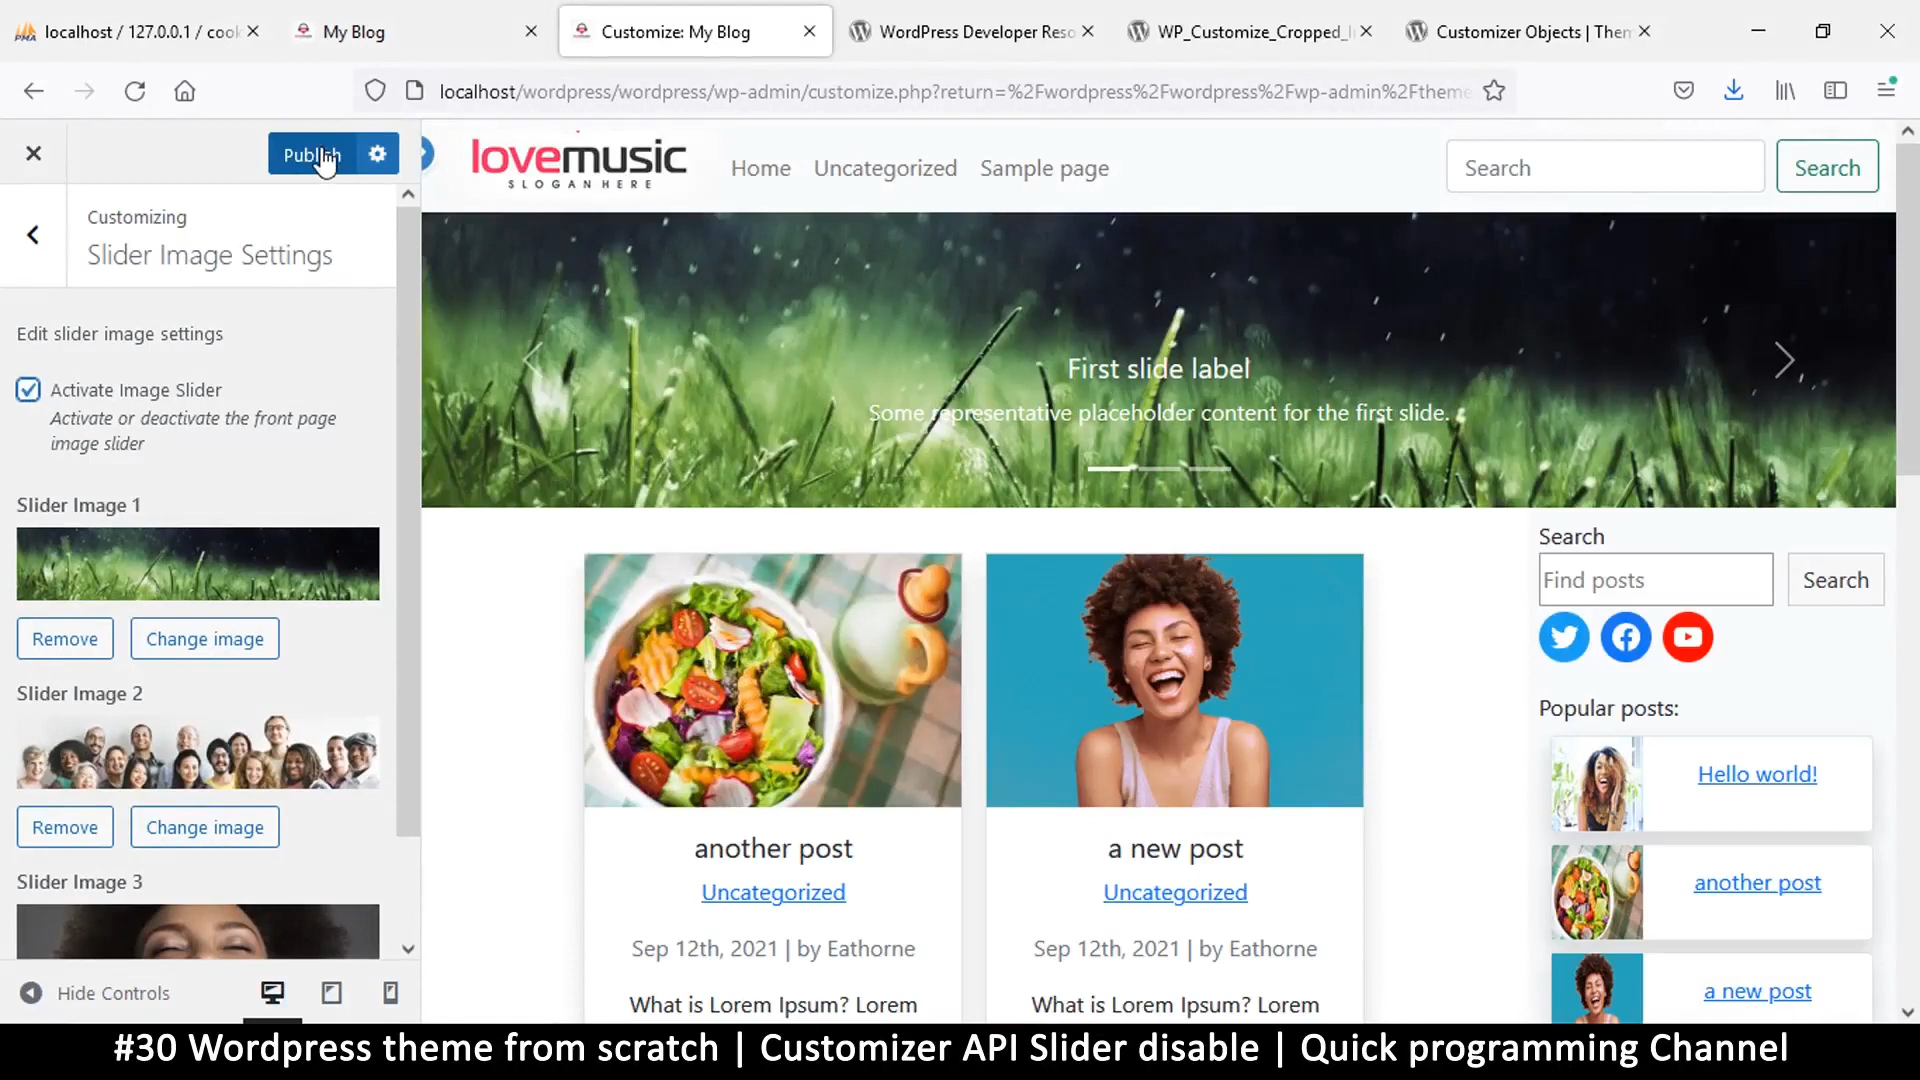 localhost / 127.0.0.1 / cook
My Blog
Customize: My Blog
WordPress Developer Reso
WP_Customize_Cropped_I
Customizer Objects | Them
localhost/wordpress/wordpress/wp-admin/customize.php?return=%2Fwordpress%2Fwordpress%2Fwp-admin%2Ftheme
Publish
Customizing
Slider Image Settings
Edit slider image settings
Activate Image Slider
Activate or deactivate the front page
image slider
Slider Image 1
Remove
Change image
Slider Image 2
Remove
Change image
Slider Image 3
Hide Controls
lovemusic
SLOGAN HERE
Home
Uncategorized
Sample page
Search
Search
First slide label
Some representative placeholder content for the first slide.
another post
Uncategorized
Sep 12th, 2021 | by Eathorne
What is Lorem Ipsum? Lorem
a new post
Uncategorized
Sep 12th, 2021 | by Eathorne
What is Lorem Ipsum? Lorem
Search
Find posts
Search
Popular posts:
Hello world!
another post
a new post
#30 Wordpress theme from scratch | Customizer API Slider disable | Quick programming Channel